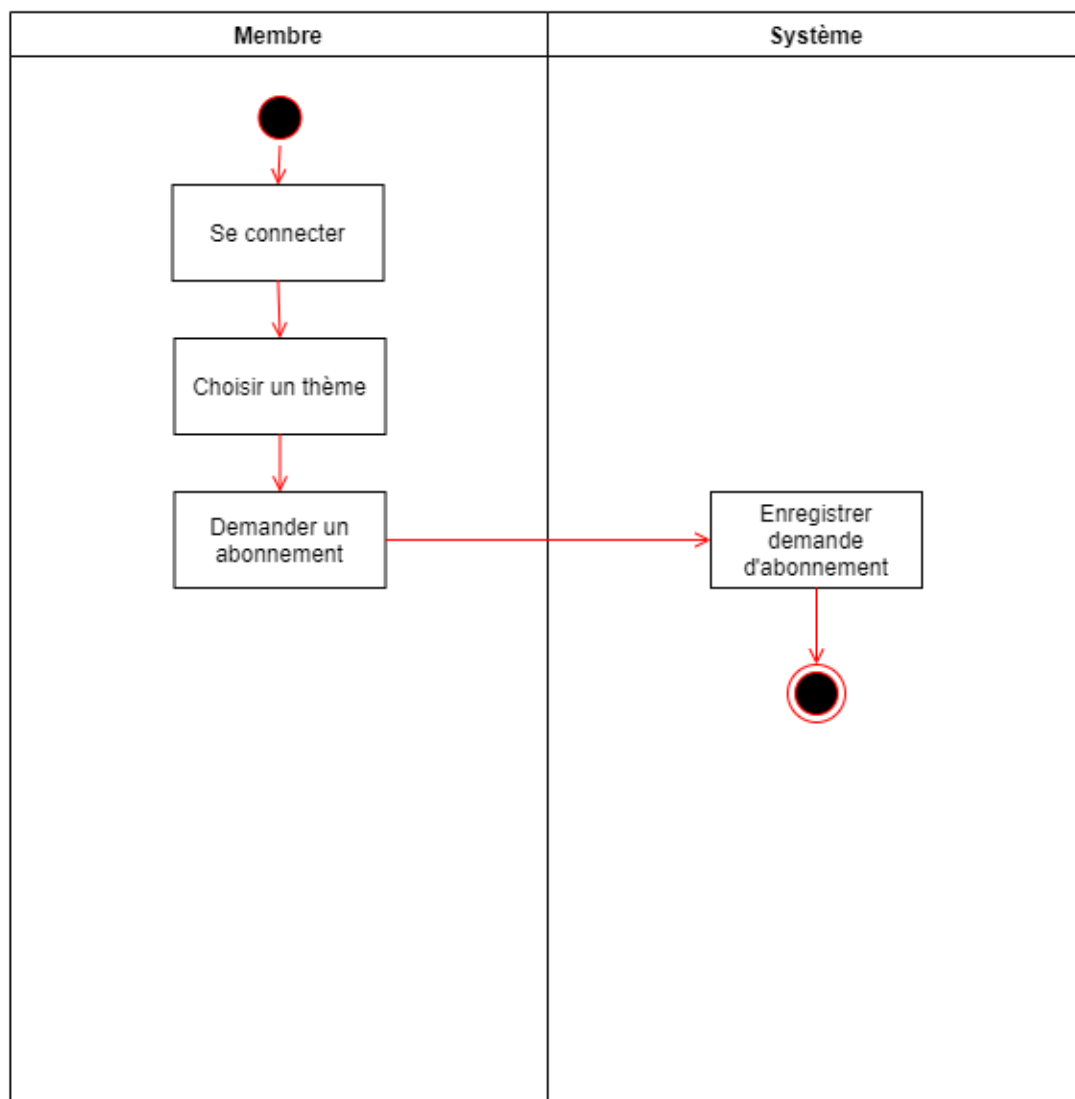 Membre
Système
Se connecter
Choisir un thème
Demander un
abonnement
Enregistrer
demande
d'abonnement